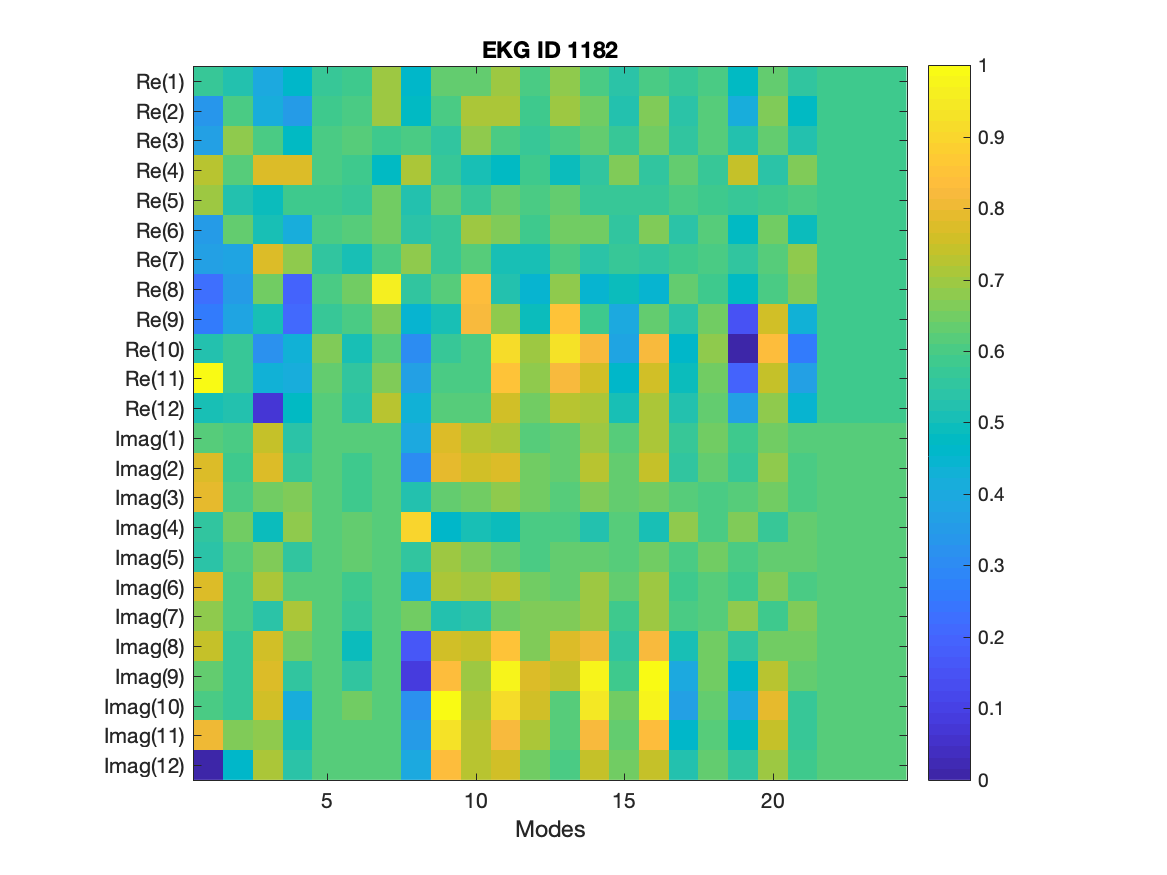 EKG ID 1182
Re(1)
Re(2)
Re(3)
Re(4)
Re(5)
Re(6)
Re(7)
Re(8)
Re(9)
Re(10)
Re(11)
Re(12)
Imag(1)
Imag(2)
Imag(3)
Imag(4)
Imag(5)
Imag(6)
Imag(7)
Imag(8)
Imag(9)
Imag(10)
Imag(11)
Imag(12)
5 10 15 20
Modes
1
0.9
0.8
0.7
0.6
0.5
0.4
0.3
0.2
0.1
0